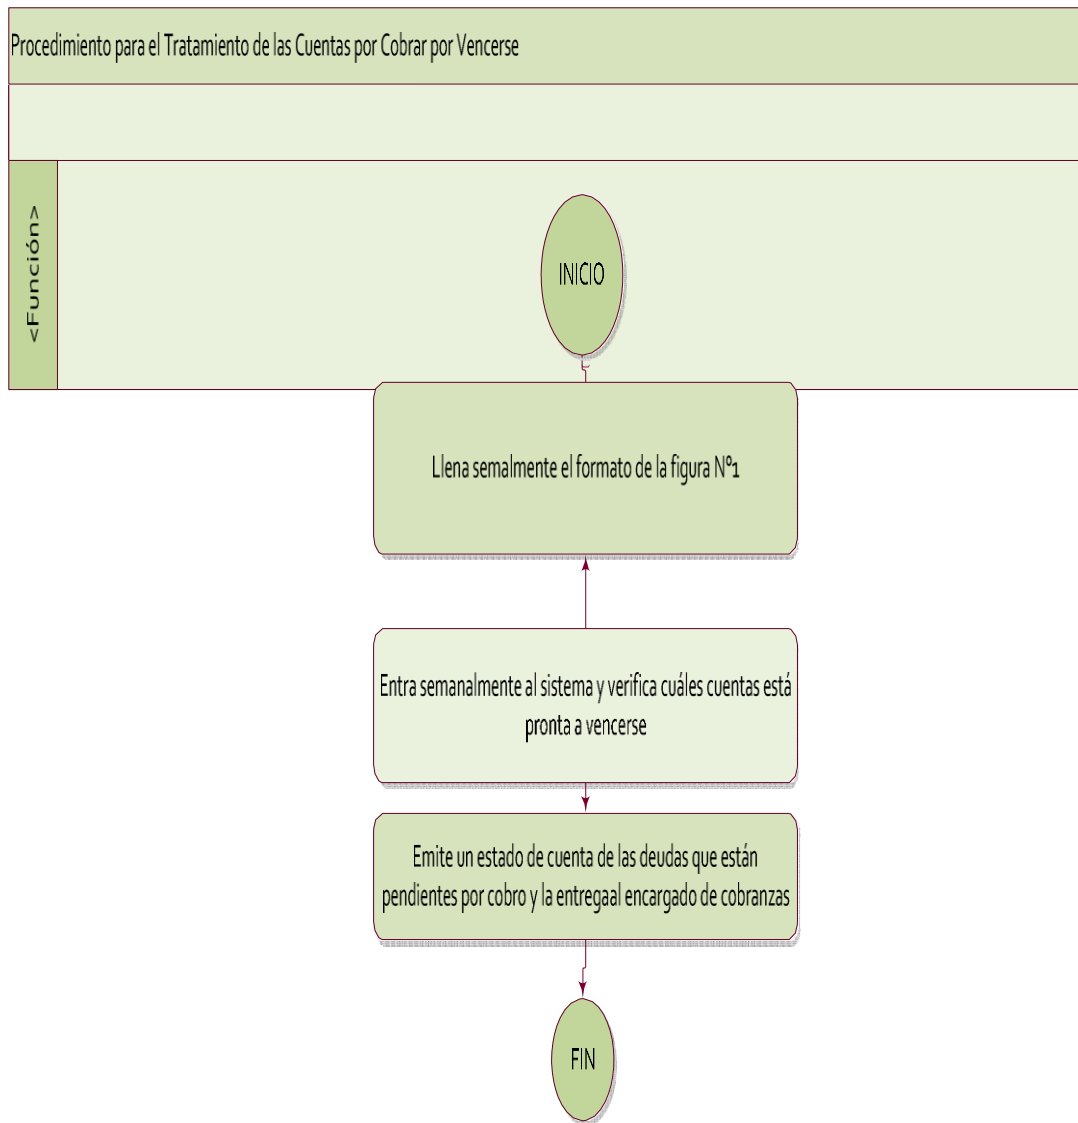 Procedimiento para el Tratamiento de las Cuentas por Cobrar por Vencerse
<Función>
INICIO
Llena semalmente el formato de la figura Nº1
Entra semanalmente al sistema y verifica cuáles cuentas está
pronta a vencerse
Emite un estado de cuenta de las deudas que están
pendientes por cobro y la entregaal encargado de cobranzas
FIN